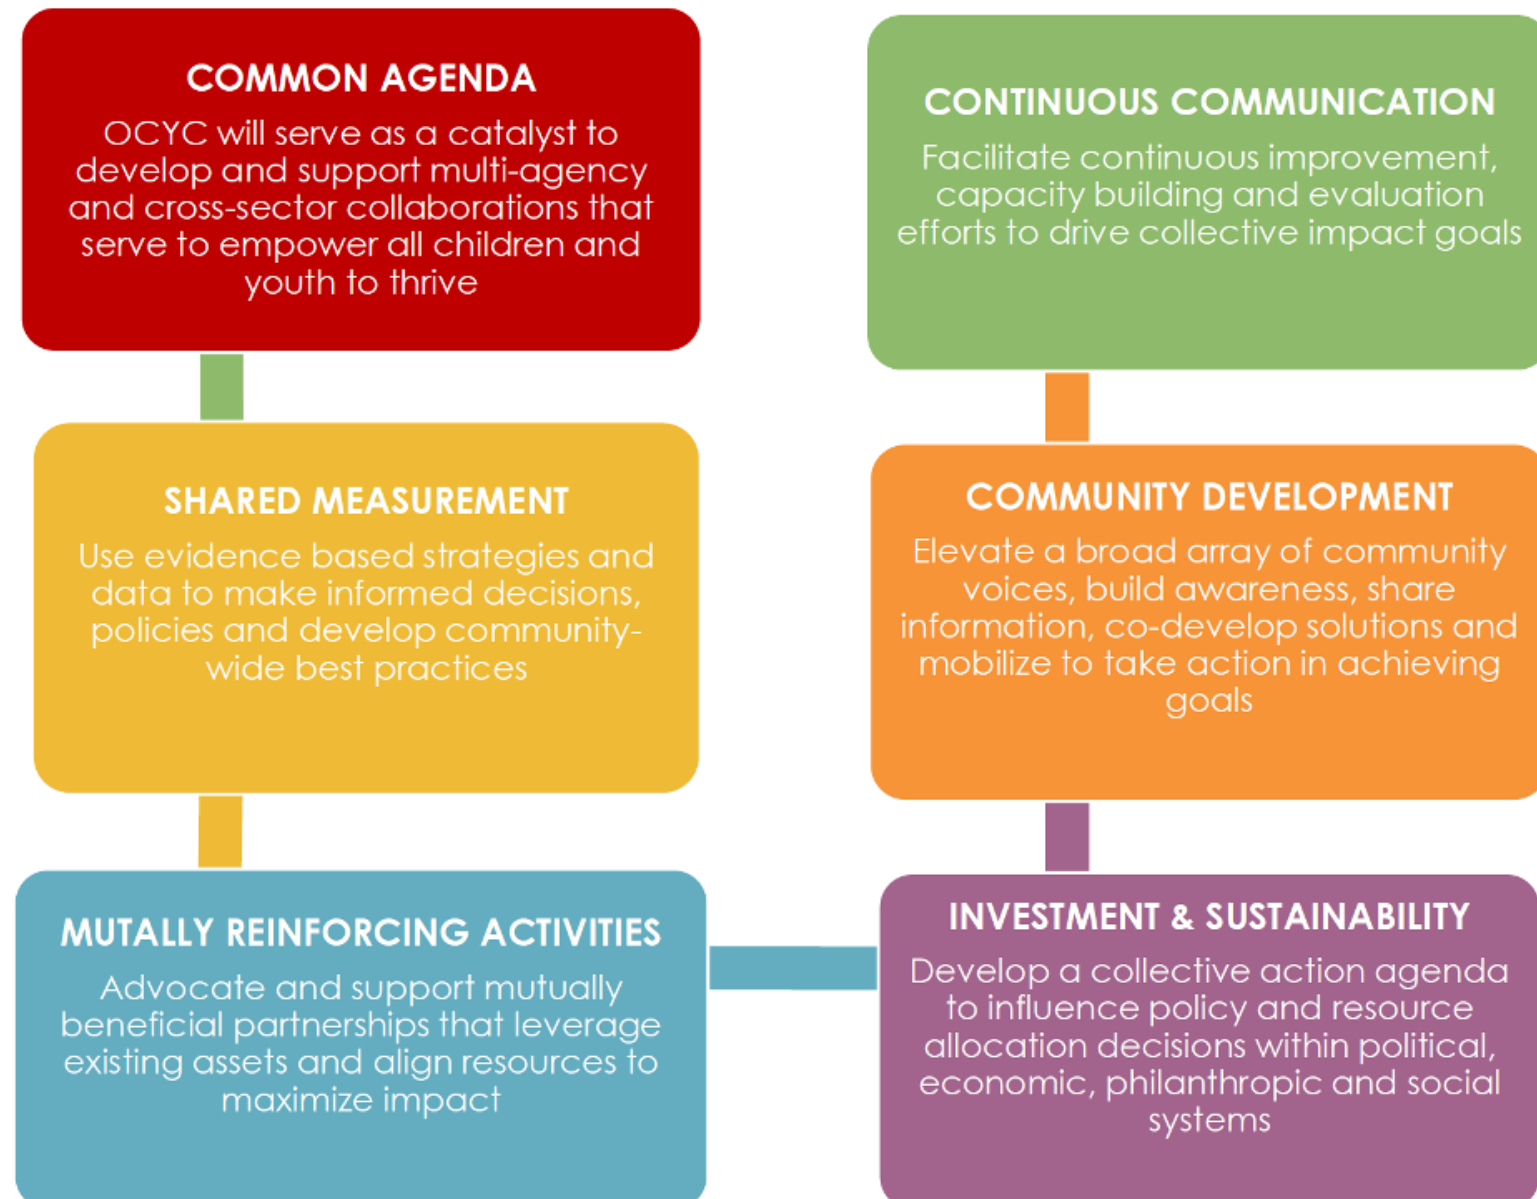 COMMON AGENDA
OCYC will serve as a catalyst to
develop and support multi-agency
and cross-sector collaborations that
serve to empower all children and
youth to thrive
SHARED MEASUREMENT
Use evidence based strategies and
data to make informed decisions,
policies and develop community-
wide best practices
MUTALLY REINFORCING ACTIVITIES
Advocate and support mutually
beneficial partnerships that leverage
existing assets and align resources to
maximize impact
INVESTMENT & SUSTAINABILITY
Develop a collective action agenda
to influence policy and resource
allocation decisions within political,
economic, philanthropic and social
systems
COMMUNITY DEVELOPMENT
Elevate a broad array of community
voices, build awareness, share
information, co-develop solutions and
mobilize to take action in achieving
goals
CONTINUOUS COMMUNICATION
Facilitate continuous improvement,
capacity building and evaluation
efforts to drive collective impact goals